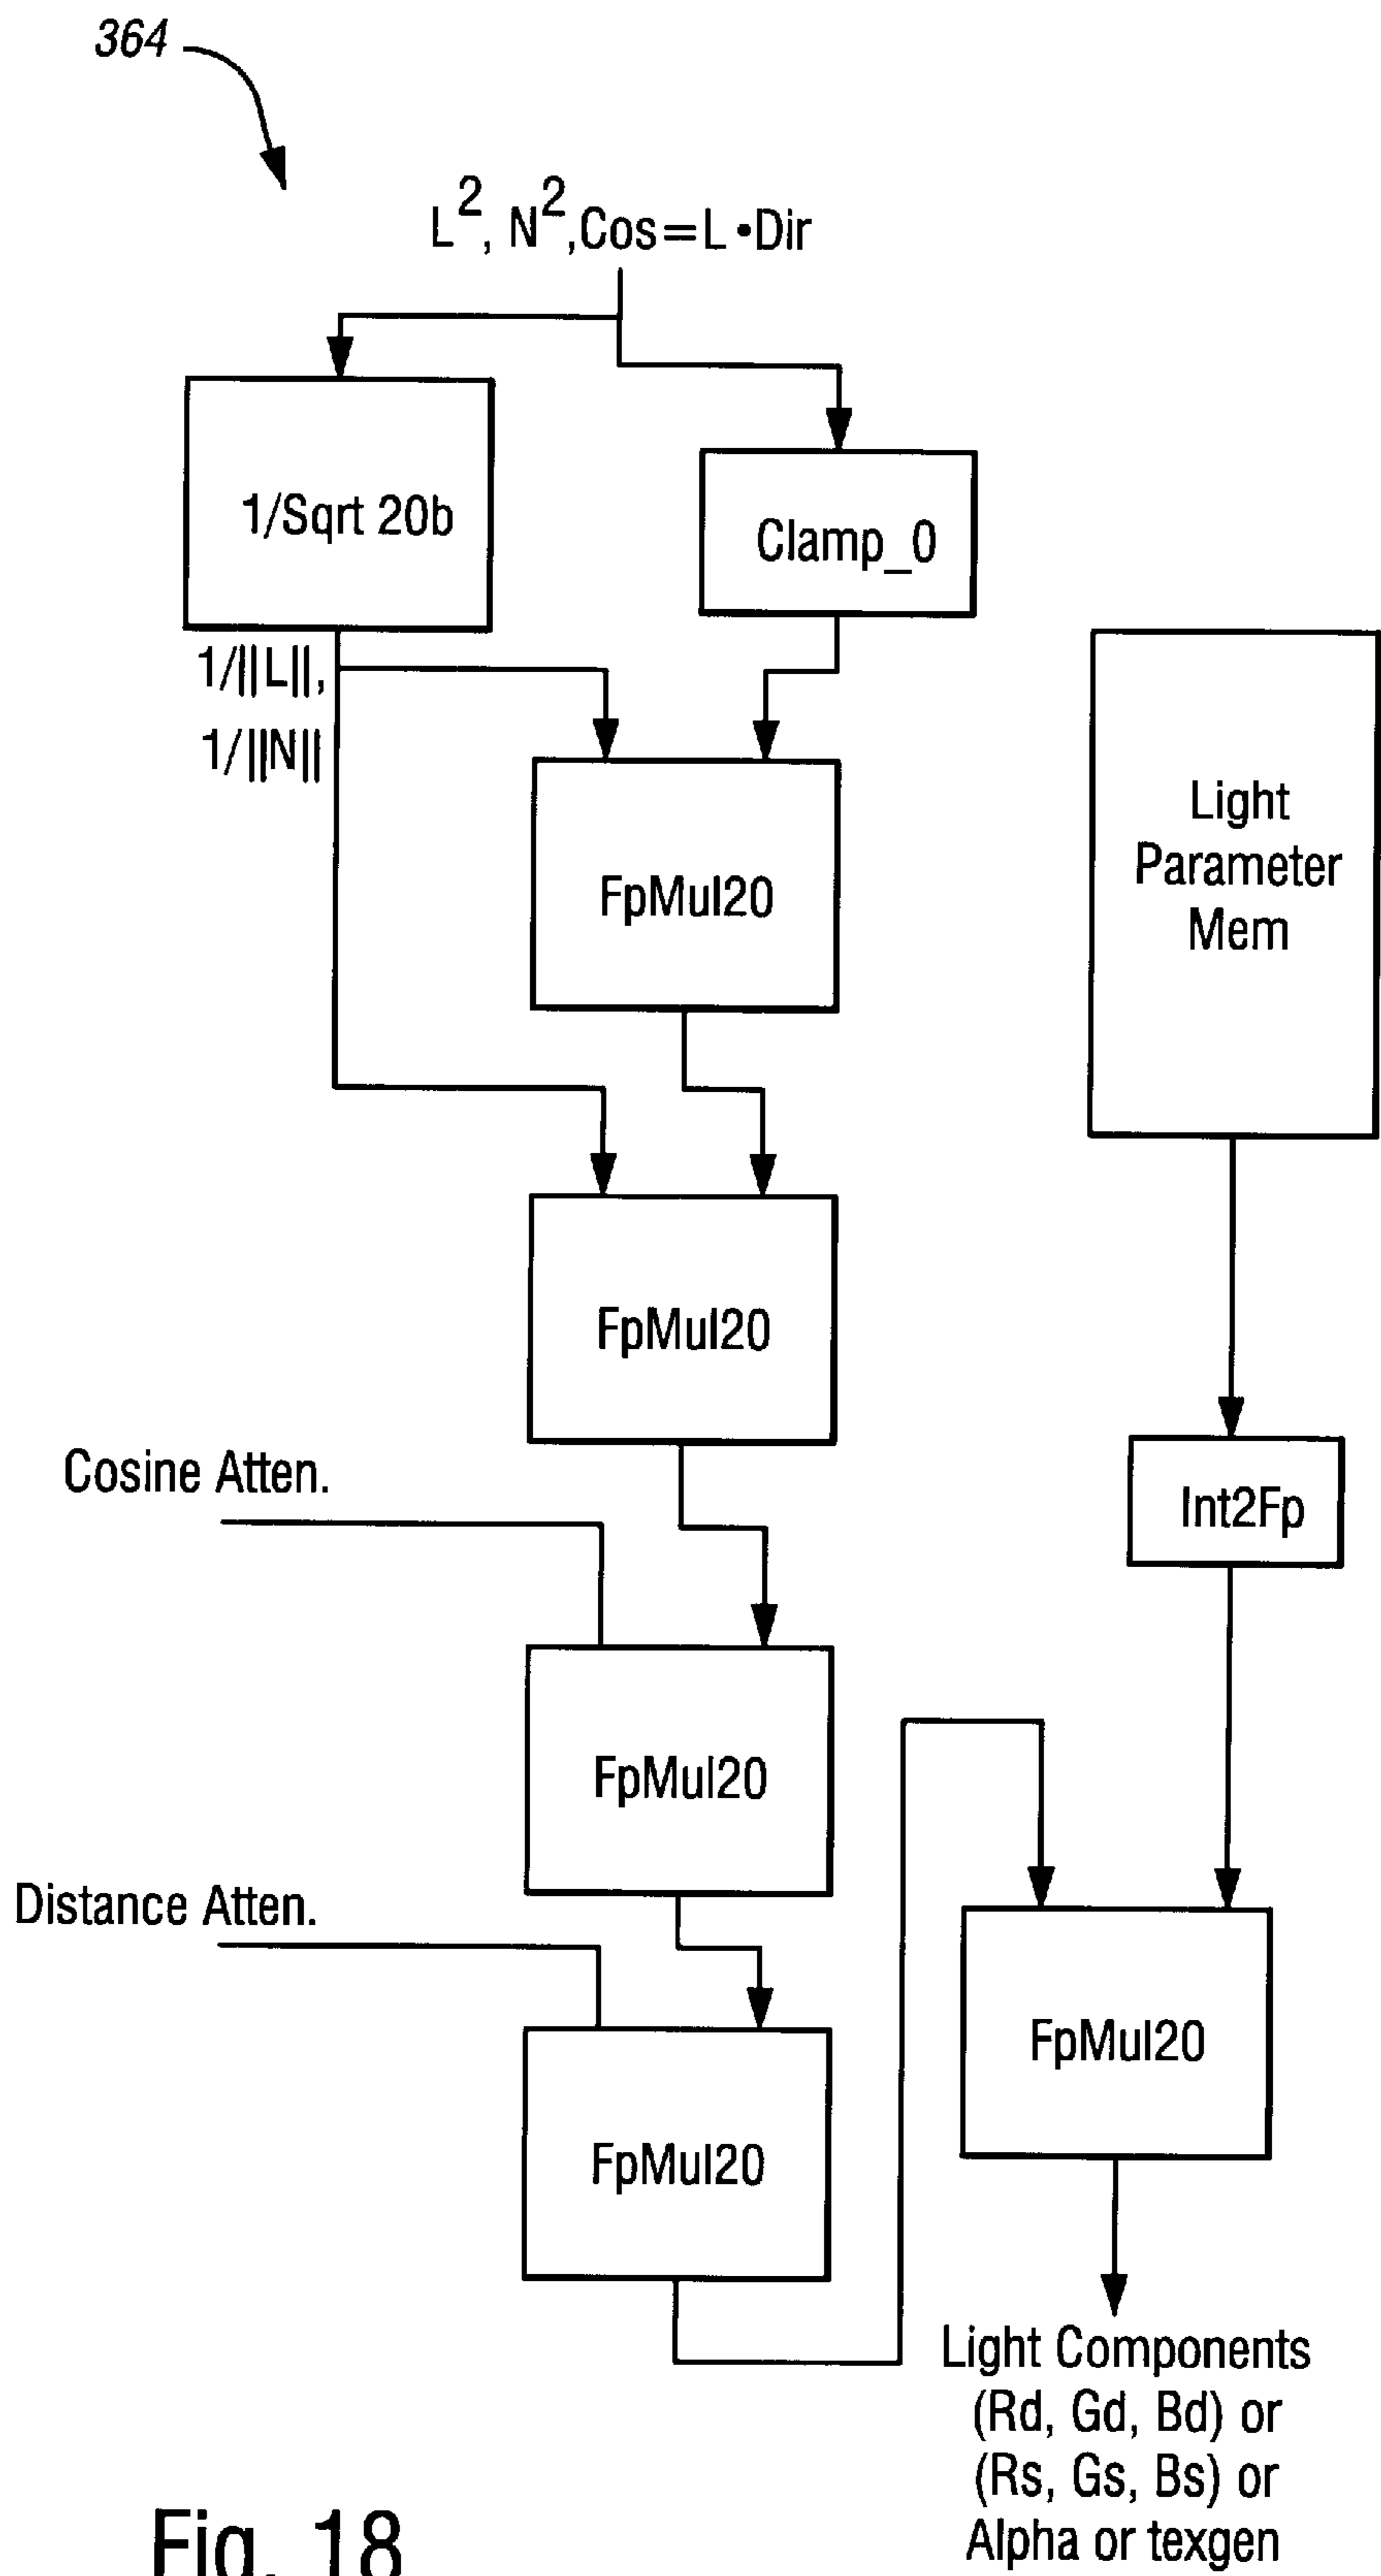 364
L², N², Cos=L •Dir
1/Sqrt 20b
Clamp_0
1/||L||,
1/||N||
FpMul20
Light
Parameter
Mem
FpMul20
Cosine Atten.
Int2Fp
FpMul20
Distance Atten.
FpMul20
FpMul20
Light Components
(Rd, Gd, Bd) or
(Rs, Gs, Bs) or
Alpha or texgen
Fig. 18